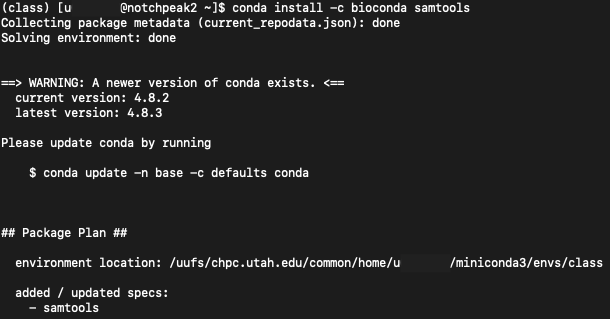 (class) [u @notchpeak2 ~]$ conda install -c bioconda samtools
Collecting package metadata (current_repodata.json): done
Solving environment: done
==> WARNING: A newer version of conda exists. <==
current version: 4.8.2
latest version: 4.8.3
Please update conda by running
$ conda update -n base -c defaults conda
## Package Plan ##
environment location: /uufs/chpc.utah.edu/common/home/u /miniconda3/envs/class
added / updated specs:
- samtools